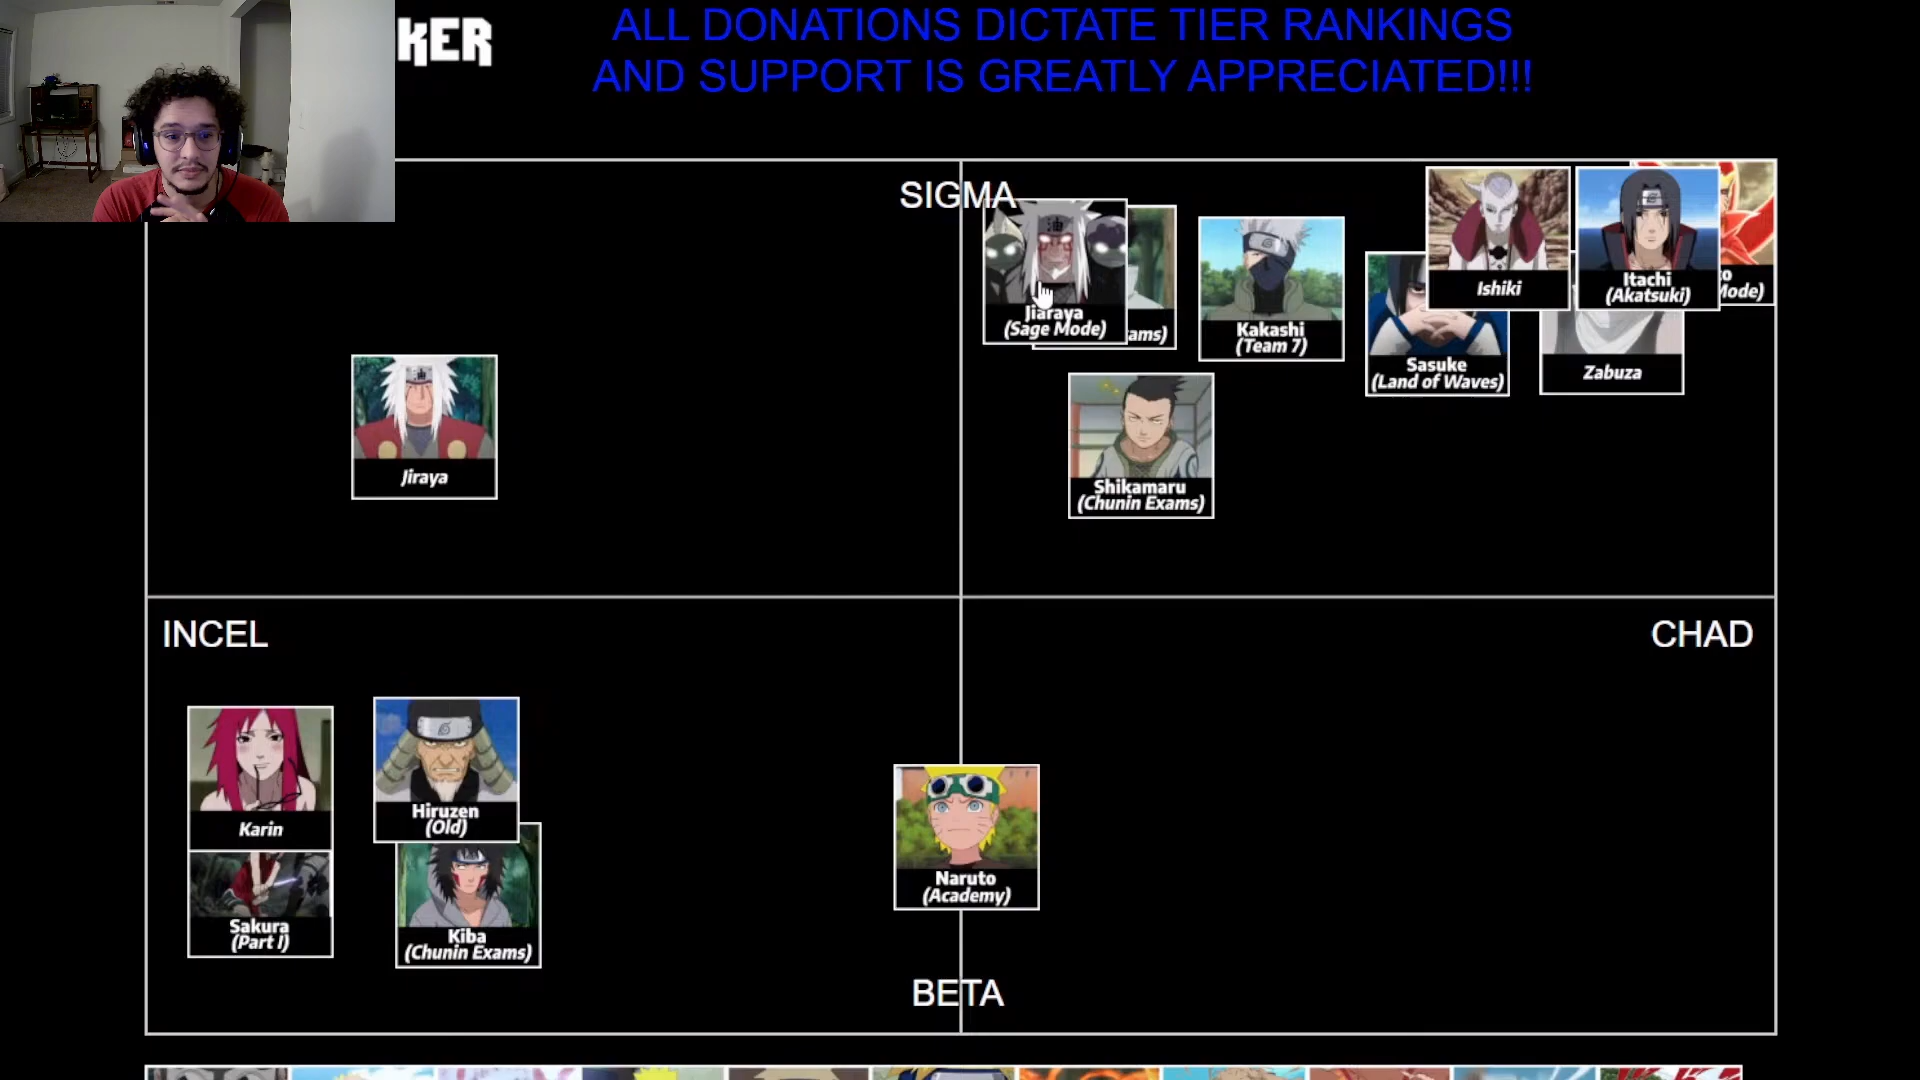 KER
ALL DONATIONS DICTATE TIER RANKINGS
AND SUPPORT IS GREATLY APPRECIATED!!!
SIGMA
Jiaraya
(Sage Mode)
ams)
Kakashi
(Team 7)
Ishiki
Itachi
(Akatsuki)
o
Mode)
Sasuke
(Land of Waves)
Zabuza
Jiraya
Shikamaru
(Chunin Exams)
INCEL
CHAD
Karin
Hiruzen
(Old)
Naruto
(Academy)
Sakura
(Part I)
Kiba
(Chunin Exams)
BETA